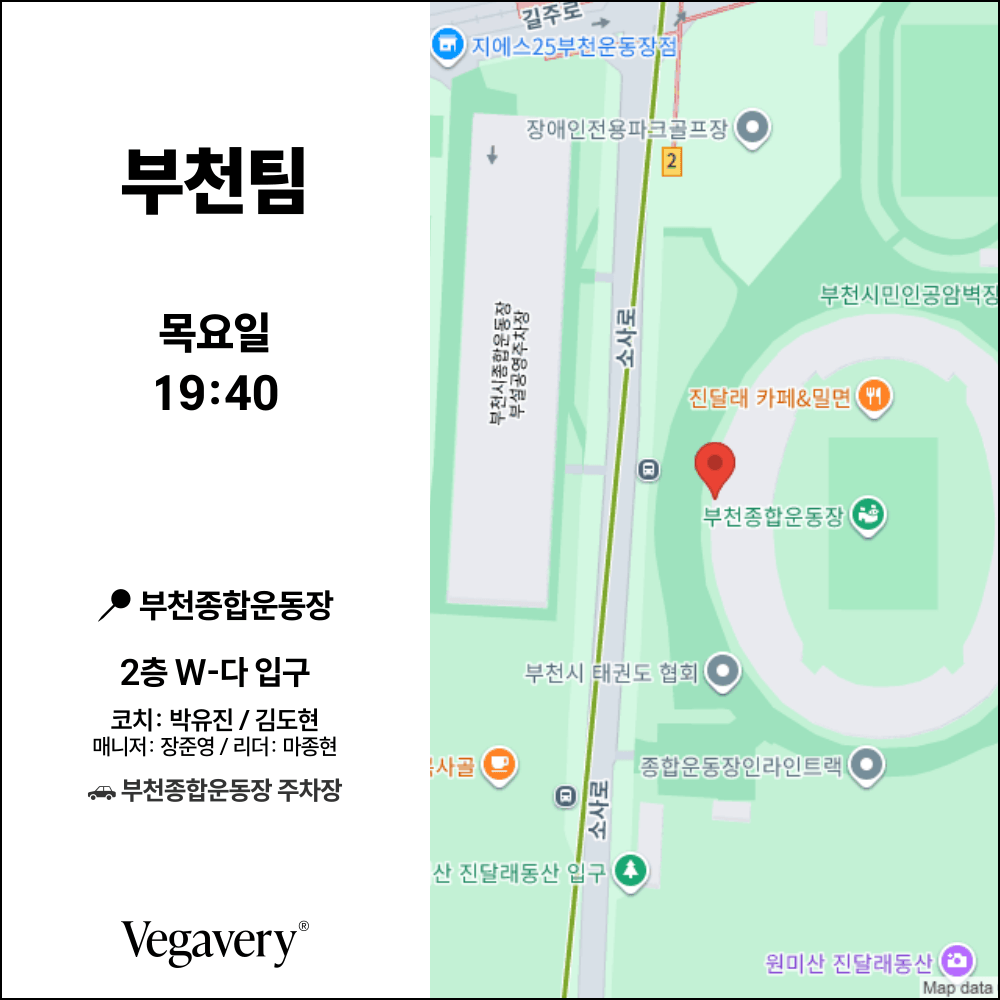 부천팀
목요일
19:40
부천종합운동장
2층 W-다 입구
코치: 박유진 / 김도현
매니저: 장준영 / 리더: 마종현
부천종합운동장 주차장
Vegavery®
길주로
지에스25부천운동장점
장애인전용파크골프장
2
부천시민인공암벽장
부천시종합운동장
부설공영주차장
소사로
진달래 카페&밀면
부천종합운동장
부천시 태권도 협회
사골
종합운동장인라인트랙
소사로
산 진달래동산 입구
원미산 진달래동산
Map data